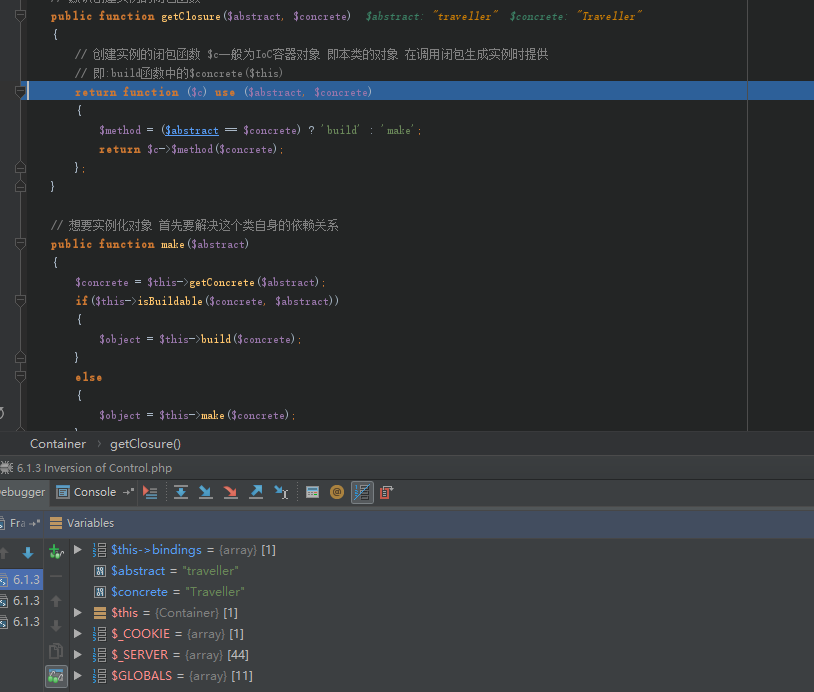 public function getClosure($abstract, $concrete)  $abstract: "traveller"  $concrete: "Traveller"
{
// 创建实例的闭包函数 $c一般为IoC容器对象 即本类的对象 在调用闭包生成实例时提供
// 即:build函数中的$concrete($this)
return function ($c) use ($abstract, $concrete)
{
$method = ($abstract == $concrete) ? 'build' : 'make';
return $c->$method($concrete);
};
}
// 想要实例化对象 首先要解决这个类自身的依赖关系
public function make($abstract)
{
$concrete = $this->getConcrete($abstract);
if($this->isBuildable($concrete, $abstract))
{
$object = $this->build($concrete);
}
else
{
$object = $this->make($concrete);
Container > getClosure()
6.1.3 Inversion of Control.php
ebugger Console
Fra Variables
$this->bindings = {array} [1]
$abstract = "traveller"
6.1.3 $concrete = "Traveller"
6.1.3 $this = {Container} [1]
6.1.3 $_COOKIE = {array} [1]
$_SERVER = {array} [44]
$GLOBALS = {array} [11]